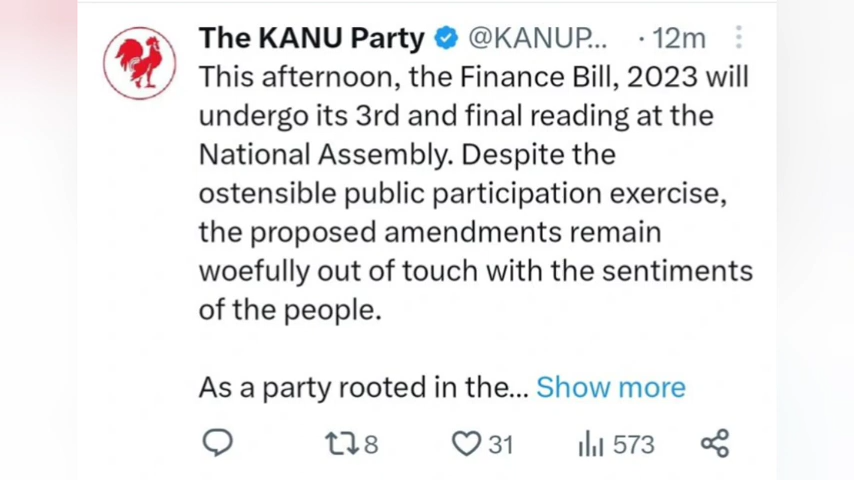 The KANU Party @KANUP... · 12m
This afternoon, the Finance Bill, 2023 will
undergo its 3rd and final reading at the
National Assembly. Despite the
ostensible public participation exercise,
the proposed amendments remain
woefully out of touch with the sentiments
of the people.
As a party rooted in the... Show more
8 31 573